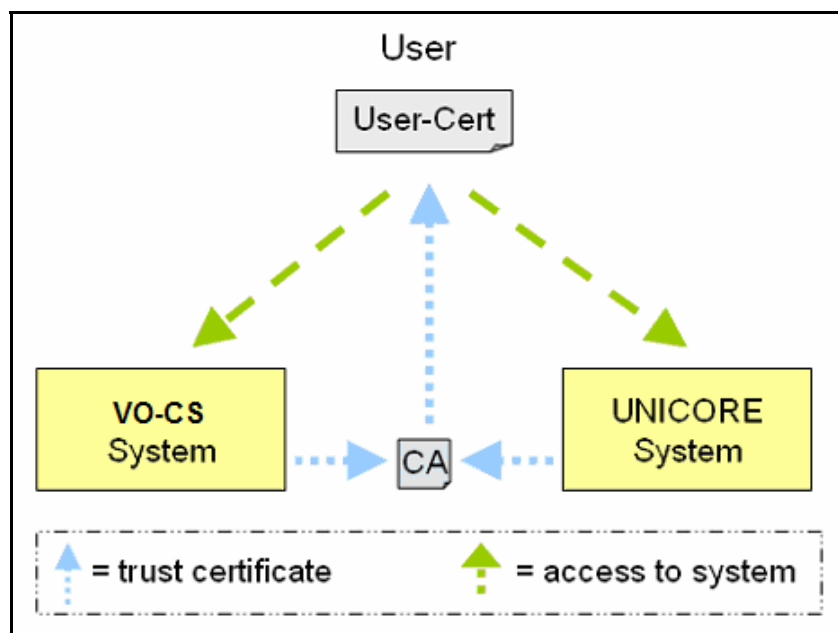 User
User-Cert
VO-CS
System
CA
UNICORE
System
= trust certificate
= access to system